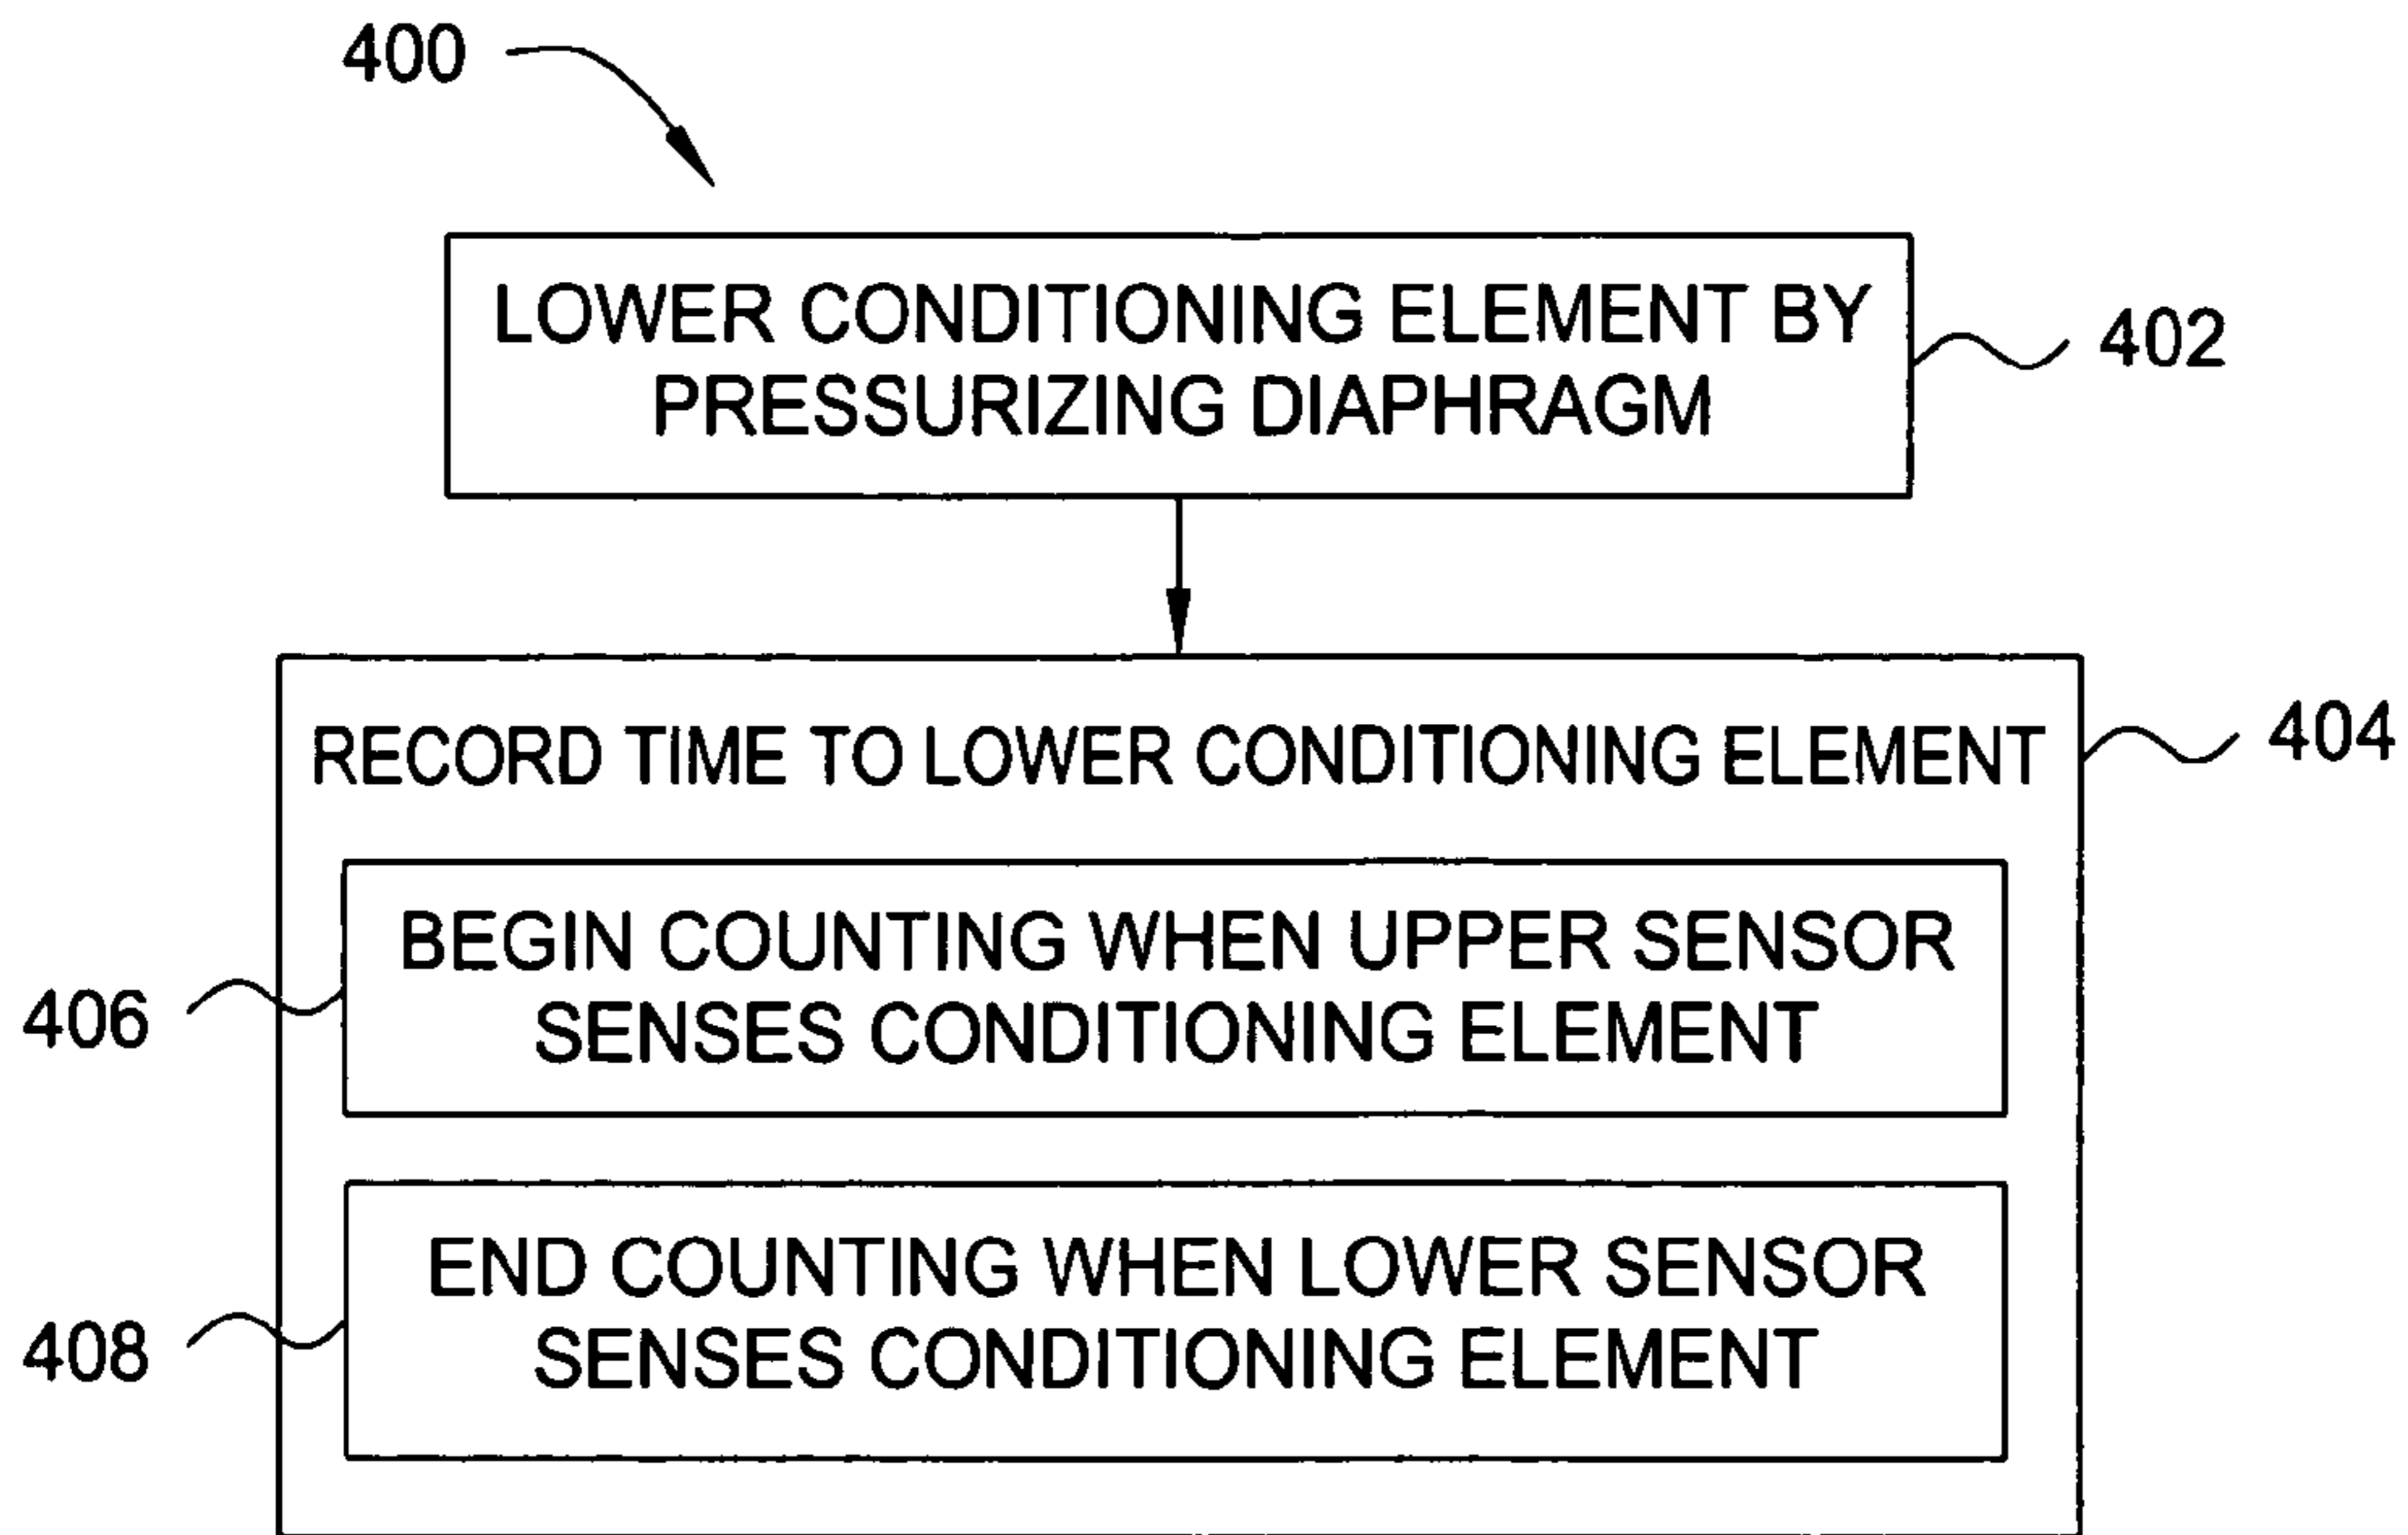 400
LOWER CONDITIONING ELEMENT BY
PRESSURIZING DIAPHRAGM
402
RECORD TIME TO LOWER CONDITIONING ELEMENT
404
BEGIN COUNTING WHEN UPPER SENSOR
SENSES CONDITIONING ELEMENT
406
END COUNTING WHEN LOWER SENSOR
SENSES CONDITIONING ELEMENT
408